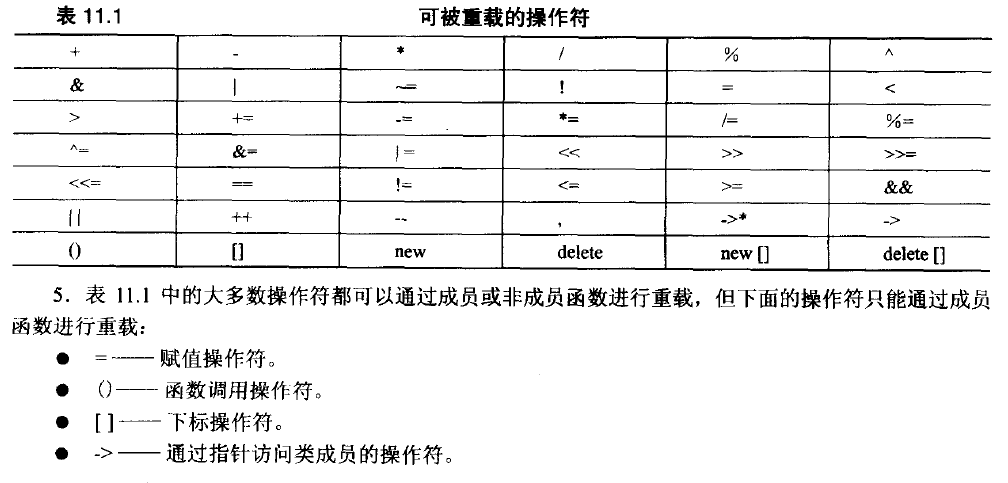 表 11.1 可被重载的操作符
+ - * / % ^
& | ~= ! = <
> += -= *= /= %=
^= &= |= << >> >>=
<<= == != <= >= &&
|| ++ -- , ->* ->
() [] new delete new [] delete []
5．表 11.1 中的大多数操作符都可以通过成员或非成员函数进行重载，但下面的操作符只能通过成员
函数进行重载：
● = —— 赋值操作符。
● ()—— 函数调用操作符。
● [ ]—— 下标操作符。
● -> —— 通过指针访问类成员的操作符。